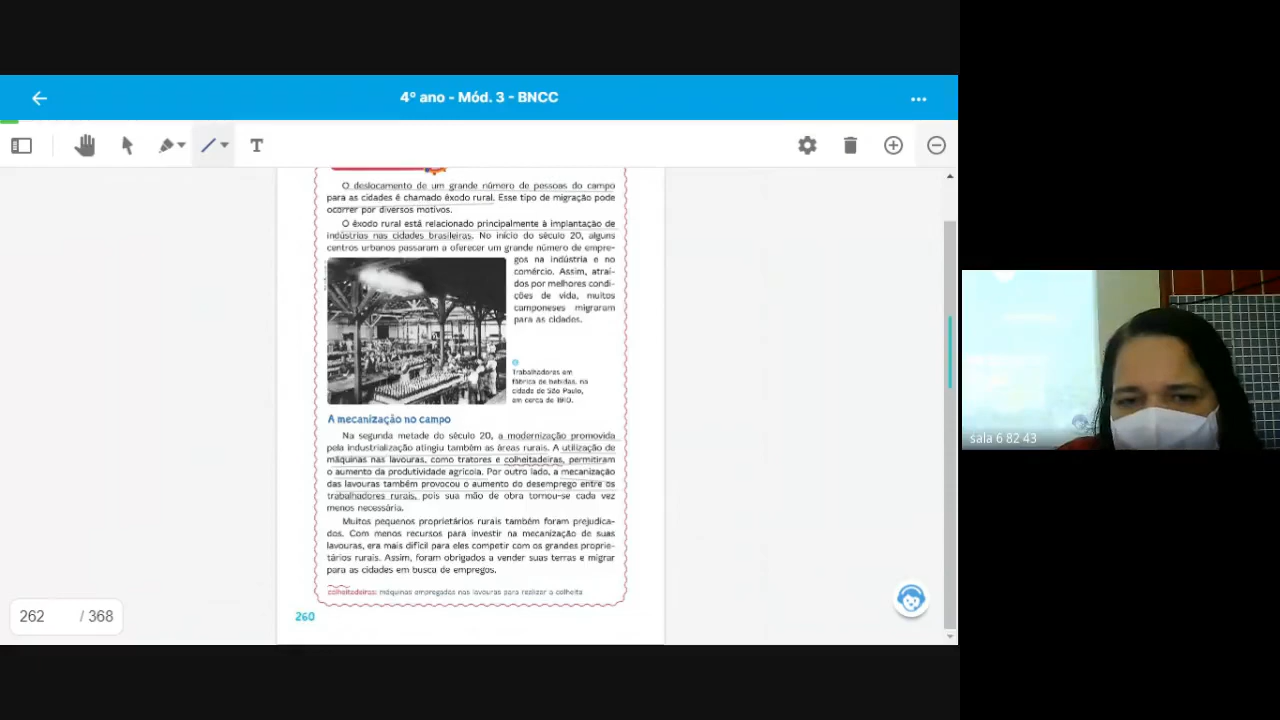 4º ano - Mód. 3 - BNCC
T
O deslocamento de um grande número de pessoas do campo
para as cidades é chamado êxodo rural. Esse tipo de migração pode
ocorrer por diversos motivos.
O êxodo rural está relacionado principalmente à implantação de
indústrias nas cidades brasileiras. No início do século 20, alguns
centros urbanos passaram a oferecer um grande número de empre-
gos na indústria e no
comércio. Assim, atraí-
dos por melhores condi-
ções de vida, muitos
camponeses migraram
para as cidades.
Trabalhadores em
fábrica de bebidas, na
cidade de São Paulo,
em cerca de 1910.
A mecanização no campo
Na segunda metade do século 20, a modernização promovida
pela industrialização atingiu também as áreas rurais. A utilização de
máquinas nas lavouras, como tratores e colheitadeiras, permitiram
o aumento da produtividade agrícola. Por outro lado, a mecanização
das lavouras também provocou o aumento do desemprego entre os
trabalhadores rurais, pois sua mão de obra tornou-se cada vez
menos necessária.
Muitos pequenos proprietários rurais também foram prejudica-
dos. Com menos recursos para investir na mecanização de suas
lavouras, era mais difícil para eles competir com os grandes proprie-
tários rurais. Assim, foram obrigados a vender suas terras e migrar
para as cidades em busca de empregos.
colheitadeiras: máquinas empregadas nas lavouras para realizar a colheita
260
262 / 368
sala 6 82 43